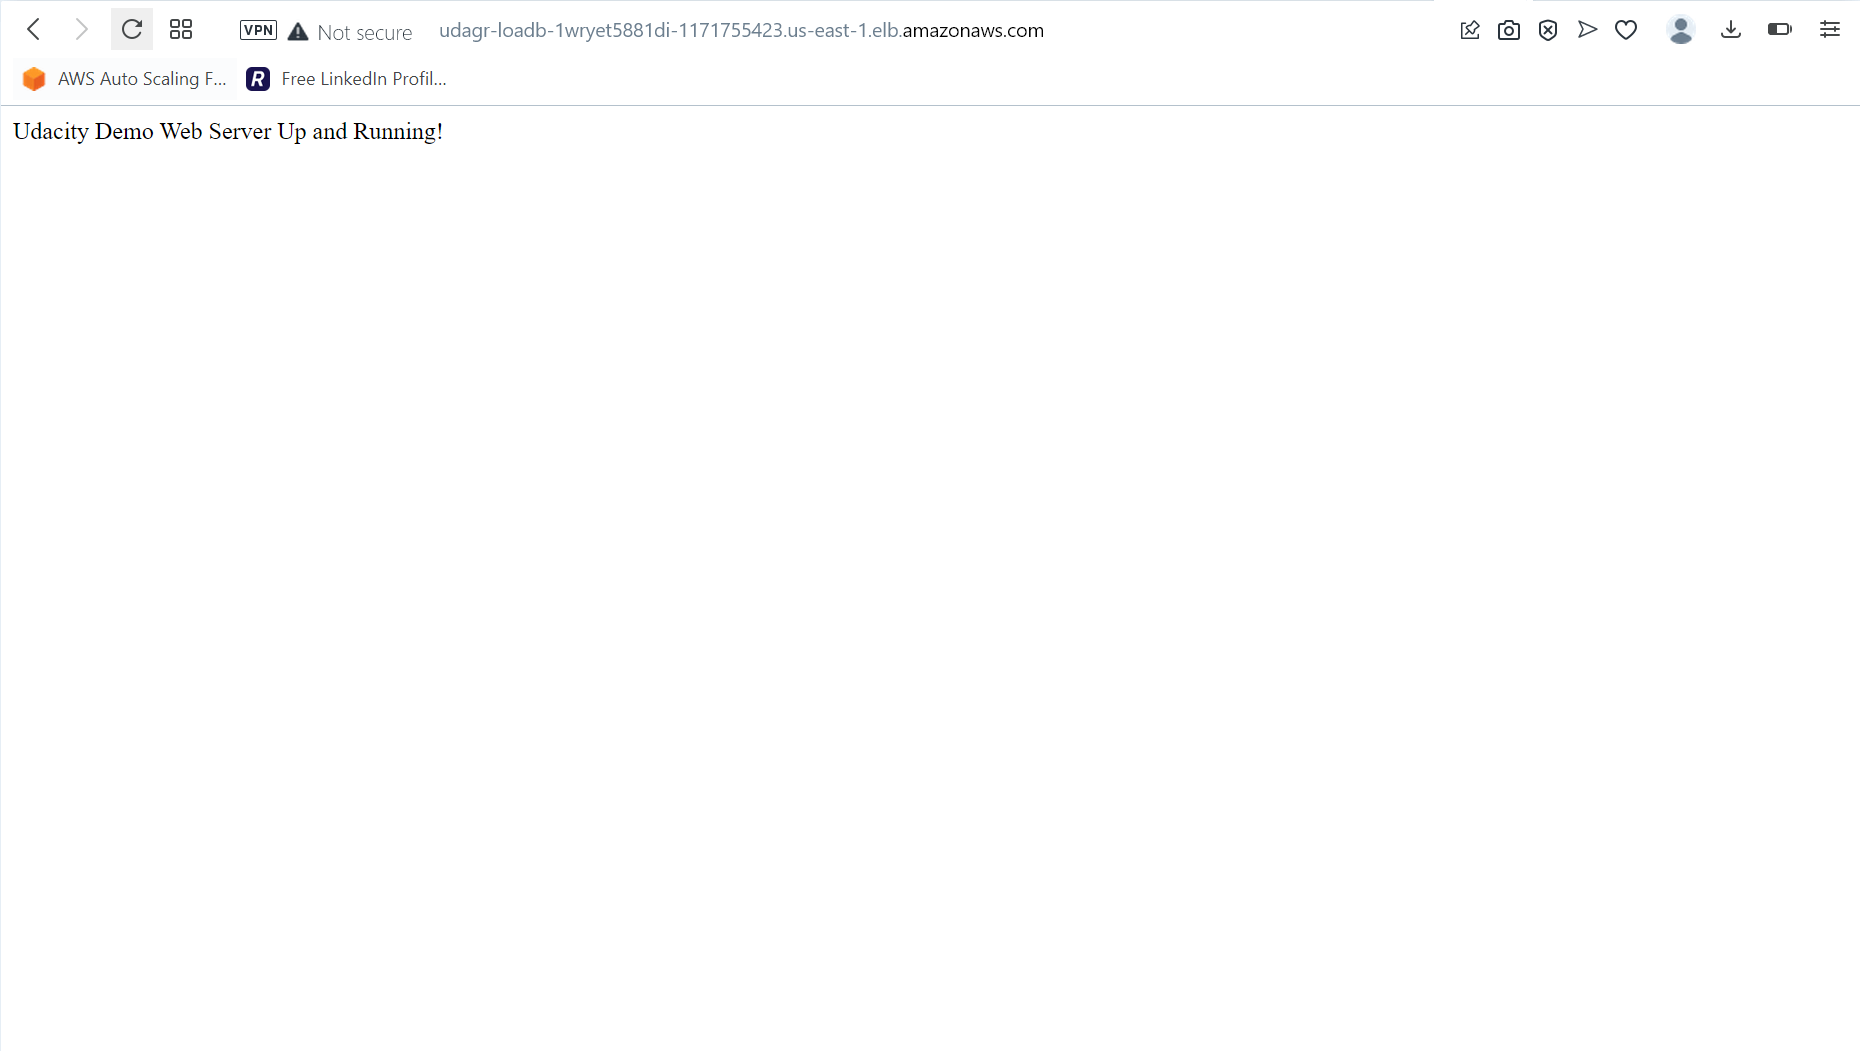 VPN Not secure udagr-loadb-1wryet5881di-1171755423.us-east-1.elb.amazonaws.com
AWS Auto Scaling F... R Free LinkedIn Profil...
Udacity Demo Web Server Up and Running!